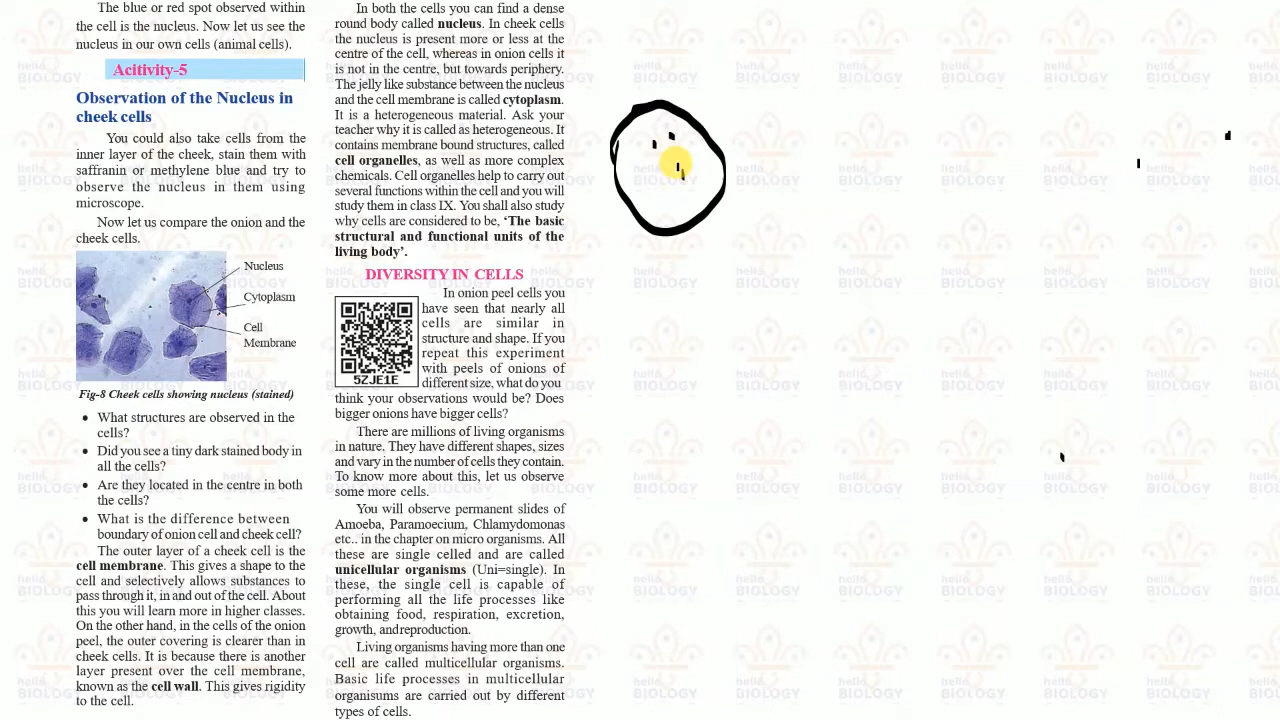 The blue or red spot observed within
the cell is the nucleus. Now let us see the
nucleus in our own cells (animal cells).
Acitivity-5
Observation of the Nucleus in
cheek cells
You could also take cells from the
inner layer of the cheek, stain them with
saffranin or methylene blue and try to
observe the nucleus in them using
microscope.
Now let us compare the onion and the
cheek cells.
Nucleus
Cytoplasm
Cell
Membrane
Fig-8 Cheek cells showing nucleus (stained)
• What structures are observed in the
cells?
• Did you see a tiny dark stained body in
all the cells?
• Are they located in the centre in both
the cells?
• What is the difference between
boundary of onion cell and cheek cell?
The outer layer of a cheek cell is the
cell membrane. This gives a shape to the
cell and selectively allows substances to
pass through it, in and out of the cell. About
this you will learn more in higher classes.
On the other hand, in the cells of the onion
peel, the outer covering is clearer than in
cheek cells. It is because there is another
layer present over the cell membrane,
known as the cell wall. This gives rigidity
to the cell.
In both the cells you can find a dense
round body called nucleus. In cheek cells
the nucleus is present more or less at the
centre of the cell, whereas in onion cells it
is not in the centre, but towards periphery.
The jelly like substance between the nucleus
and the cell membrane is called cytoplasm.
It is a heterogeneous material. Ask your
teacher why it is called as heterogeneous. It
contains membrane bound structures, called
cell organelles, as well as more complex
chemicals. Cell organelles help to carry out
several functions within the cell and you will
study them in class IX. You shall also study
why cells are considered to be, ‘The basic
structural and functional units of the
living body’.
DIVERSITY IN CELLS
5ZJE1E
In onion peel cells you
have seen that nearly all
cells are similar in
structure and shape. If you
repeat this experiment
with peels of onions of
different size, what do you
think your observations would be? Does
bigger onions have bigger cells?
There are millions of living organisms
in nature. They have different shapes, sizes
and vary in the number of cells they contain.
To know more about this, let us observe
some more cells.
You will observe permanent slides of
Amoeba, Paramoecium, Chlamydomonas
etc.. in the chapter on micro organisms. All
these are single celled and are called
unicellular organisms (Uni=single). In
these, the single cell is capable of
performing all the life processes like
obtaining food, respiration, excretion,
growth, andreproduction.
Living organisms having more than one
cell are called multicellular organisms.
Basic life processes in multicellular
organisums are carried out by different
types of cells.
hello BIOLOGY